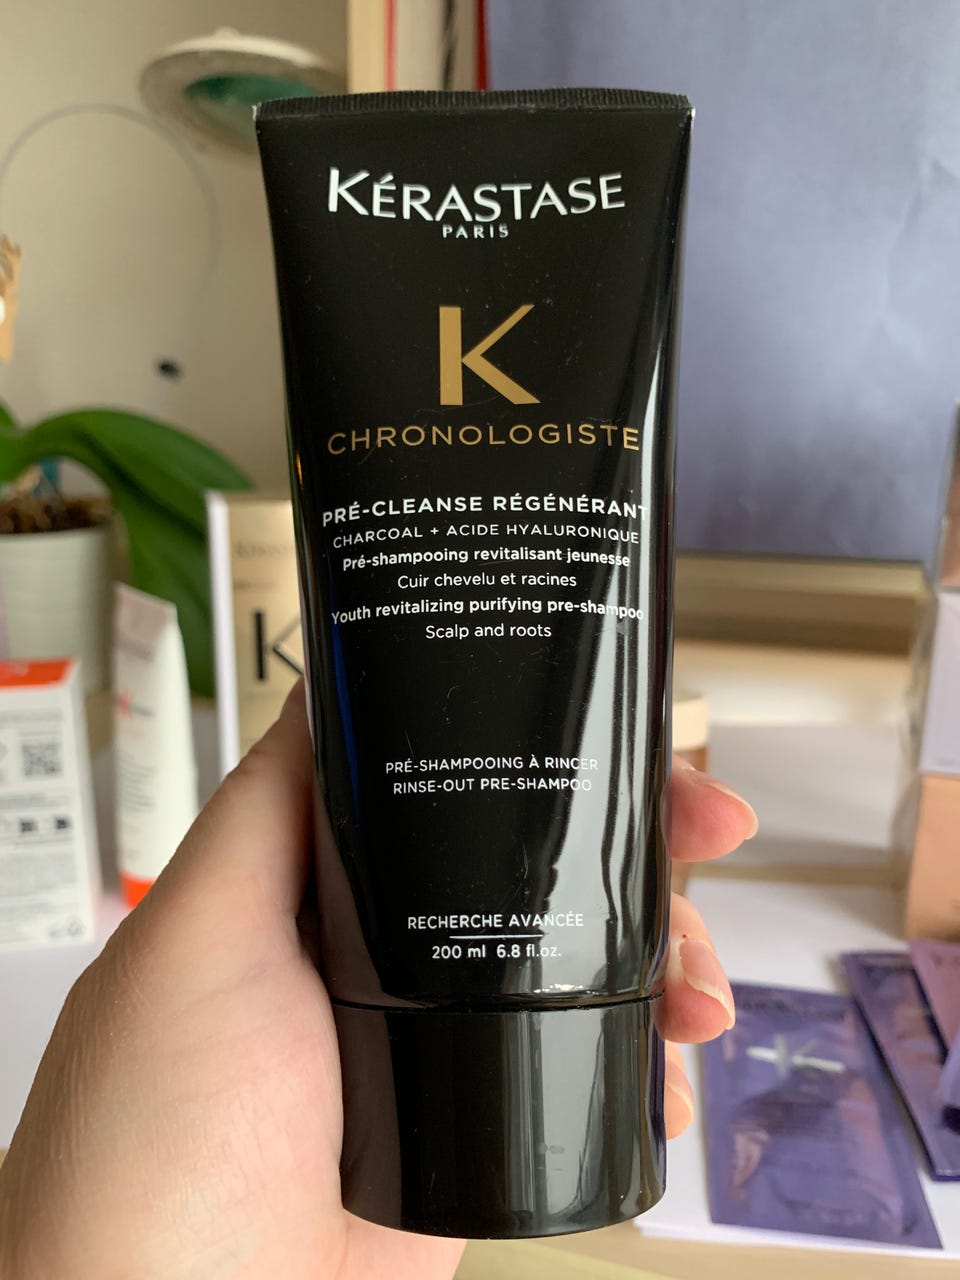 KÉRASTASE
PARIS
K
CHRONOLOGISTE
PRÉ-CLEANSE RÉGÉNÉRANT
CHARCOAL + ACIDE HYALURONIQUE
Pré-shampooing revitalisant jeunesse
Cuir chevelu et racines
Youth revitalizing purifying pre-shampoo
Scalp and roots
PRÉ-SHAMPOOING À RINCER
RINSE-OUT PRE-SHAMPOO
RECHERCHE AVANCÉE
200 ml 6.8 fl.oz.
K
K